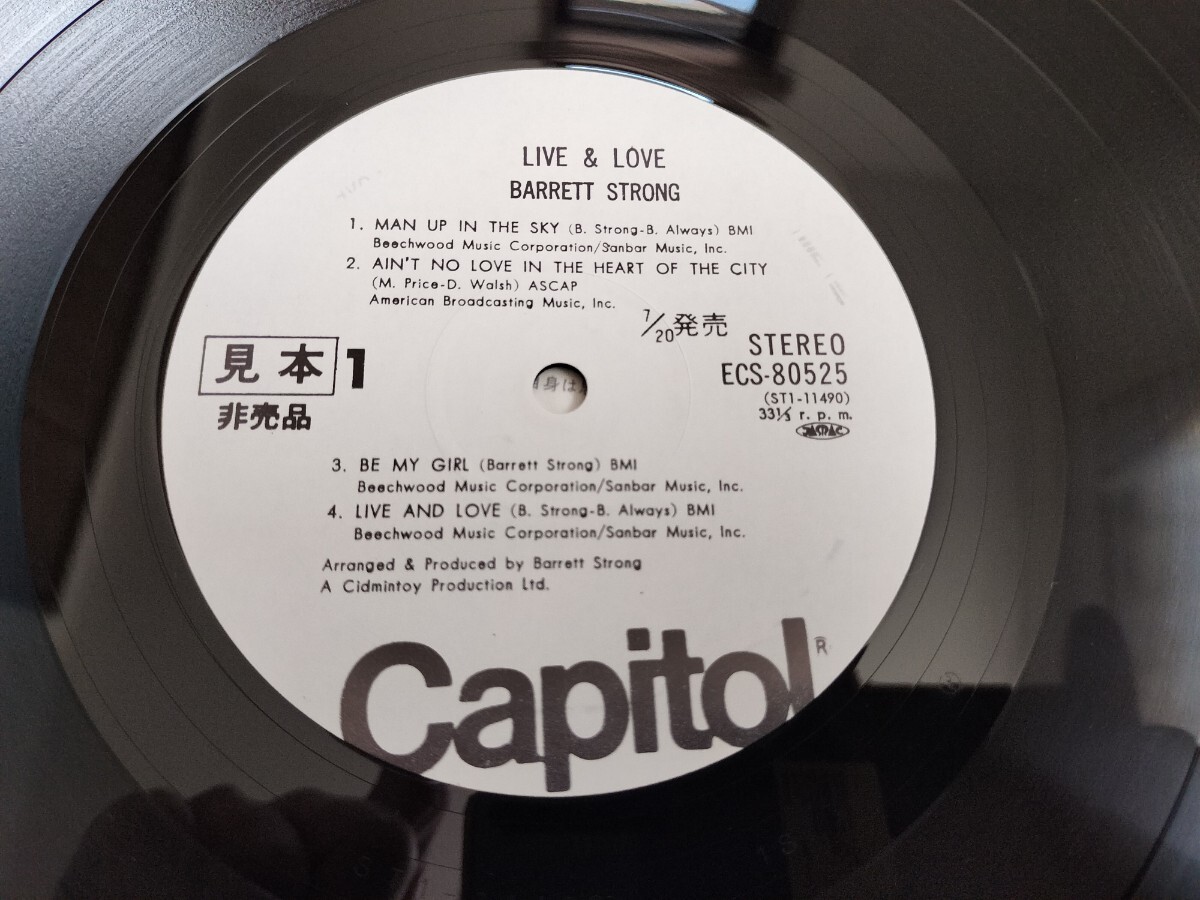 LIVE & LOVE
BARRETT STRONG
1. MAN UP IN THE SKY (B. Strong-B. Always) BMI
Beechwood Music Corporation/Sanbar Music, Inc.
2. AIN'T NO LOVE IN THE HEART OF THE CITY
(M. Price-D. Walsh) ASCAP
American Broadcasting Music, Inc.
7/20発売
見本 1
非売品
STEREO
ECS-80525
(ST1-11490)
33⅓ r. p. m.
JASRAC
身は
3. BE MY GIRL (Barrett Strong) BMI
Beechwood Music Corporation/Sanbar Music, Inc.
4. LIVE AND LOVE (B. Strong-B. Always) BMI
Beechwood Music Corporation/Sanbar Music, Inc.
Arranged & Produced by Barrett Strong
A Cidmintoy Production Ltd.
Capitol®